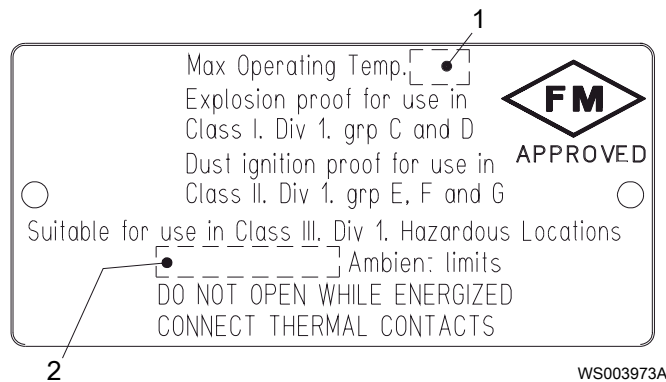 1
Max Operating Temp.
Explosion proof for use in
Class I. Div 1. grp C and D
Dust ignition proof for use in
Class II. Div 1. grp E, F and G
FM
APPROVED
Suitable for use in Class III. Div 1. Hazardous Locations
Ambient limits
DO NOT OPEN WHILE ENERGIZED
CONNECT THERMAL CONTACTS
2
WS003973A